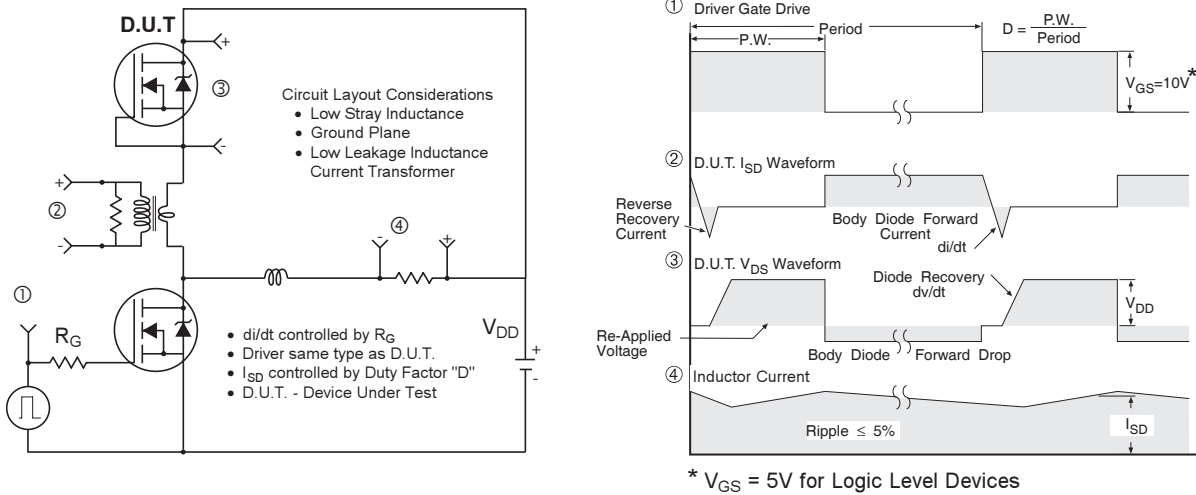 D.U.T
+
③
-
Circuit Layout Considerations
• Low Stray Inductance
• Ground Plane
• Low Leakage Inductance
Current Transformer
+
②
-
④
-
+
①
R_G
V_DD
+
-
• di/dt controlled by R_G
• Driver same type as D.U.T.
• I_SD controlled by Duty Factor "D"
• D.U.T. - Device Under Test
① Driver Gate Drive
P.W.
Period
D = P.W. / Period
V_GS=10V*
② D.U.T. I_SD Waveform
Reverse
Recovery
Current
Body Diode Forward
Current
di/dt
③ D.U.T. V_DS Waveform
Diode Recovery
dv/dt
V_DD
Re-Applied
Voltage
Body Diode Forward Drop
④ Inductor Current
Ripple ≤ 5%
I_SD
* V_GS = 5V for Logic Level Devices